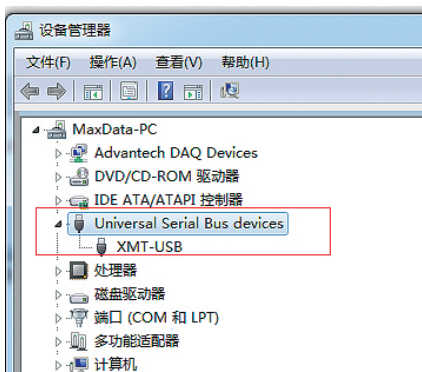 设备管理器
文件(F) 操作(A) 查看(V) 帮助(H)
MaxData-PC
Advantech DAQ Devices
DVD/CD-ROM 驱动器
IDE ATA/ATAPI 控制器
Universal Serial Bus devices
XMT-USB
处理器
磁盘驱动器
端口 (COM 和 LPT)
多功能适配器
计算机